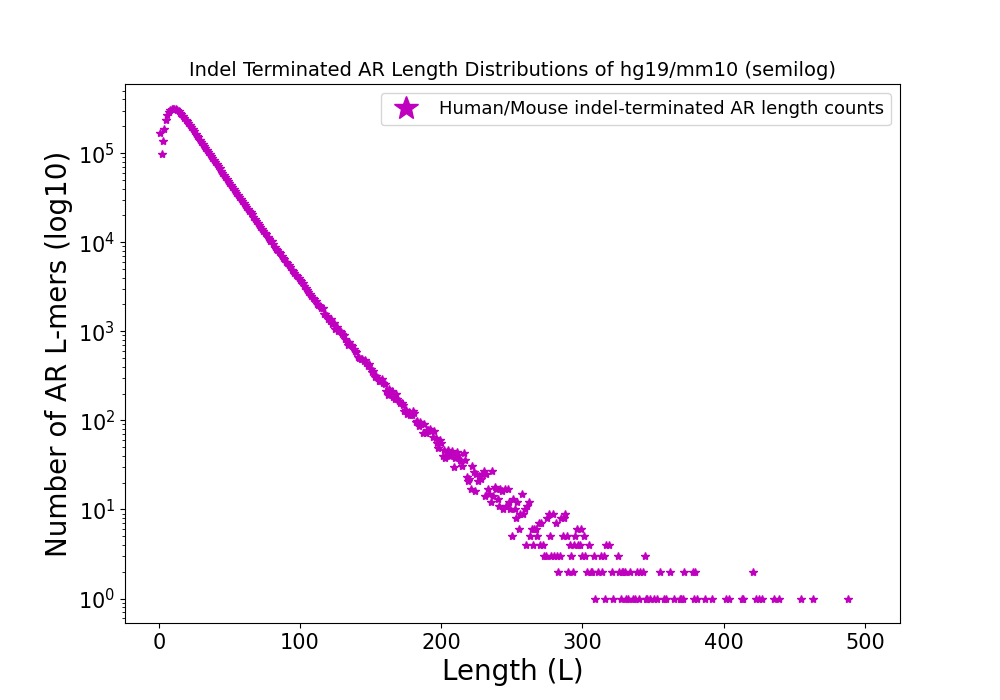 Indel Terminated AR Length Distributions of hg19/mm10 (semilog)
Human/Mouse indel-terminated AR length counts
Number of AR L-mers (log10)
10^5
10^4
10^3
10^2
10^1
10^0
0 100 200 300 400 500
Length (L)